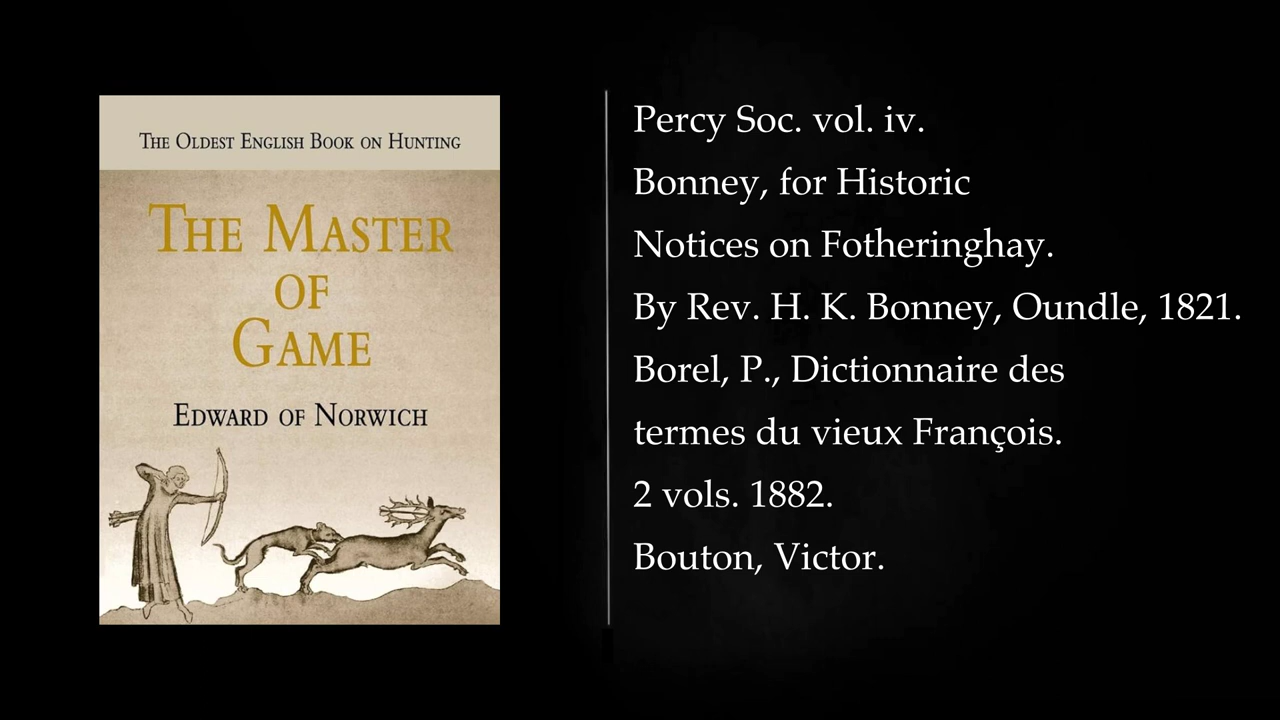 The Oldest English Book on Hunting
The Master
of
Game
Edward of Norwich
Percy Soc. vol. iv.
Bonney, for Historic
Notices on Fotheringhay.
By Rev. H. K. Bonney, Oundle, 1821.
Borel, P., Dictionnaire des
termes du vieux François.
2 vols. 1882.
Bouton, Victor.